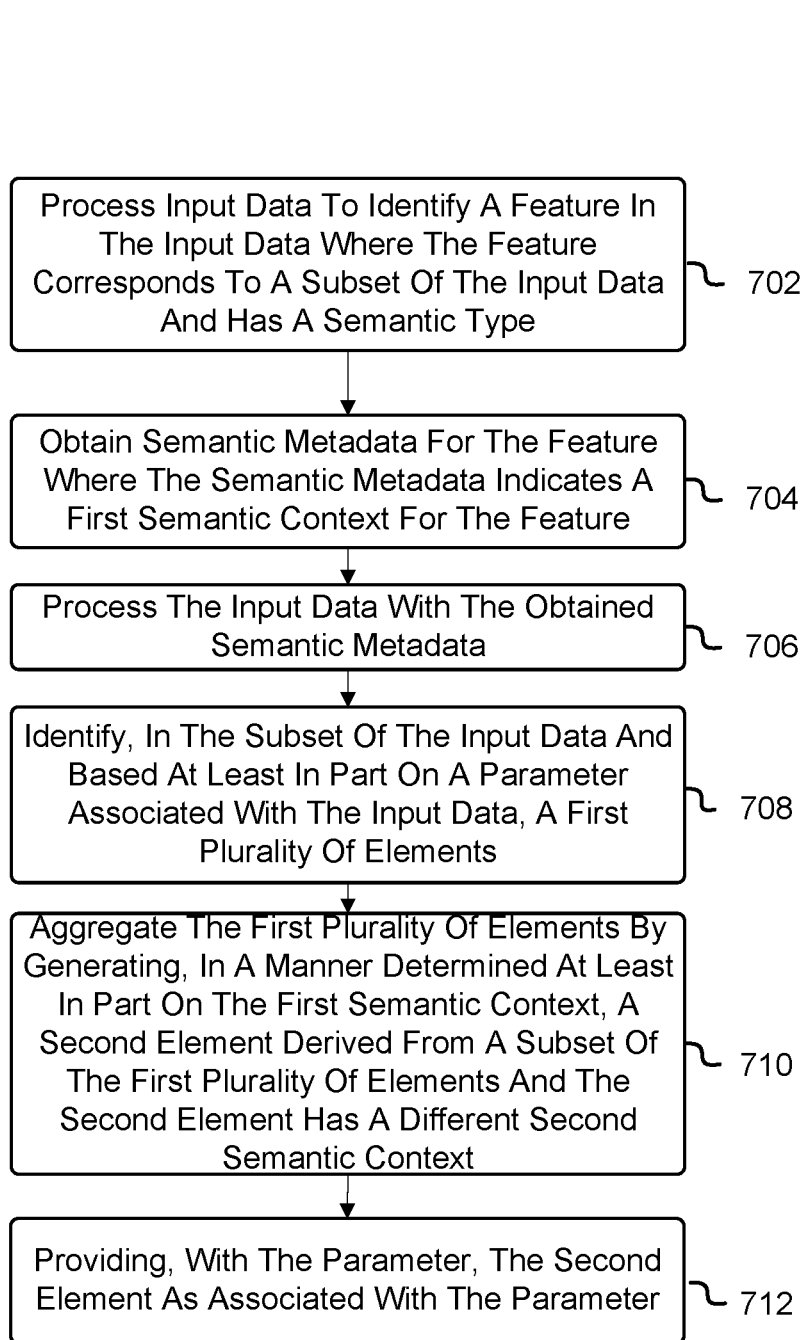 Process Input Data To Identify A Feature In
The Input Data Where The Feature
Corresponds To A Subset Of The Input Data
And Has A Semantic Type
702
Obtain Semantic Metadata For The Feature
Where The Semantic Metadata Indicates A
First Semantic Context For The Feature
704
Process The Input Data With The Obtained
Semantic Metadata
706
Identify, In The Subset Of The Input Data And
Based At Least In Part On A Parameter
Associated With The Input Data, A First
Plurality Of Elements
708
Aggregate The First Plurality Of Elements By
Generating, In A Manner Determined At Least
In Part On The First Semantic Context, A
Second Element Derived From A Subset Of
The First Plurality Of Elements And The
Second Element Has A Different Second
Semantic Context
710
Providing, With The Parameter, The Second
Element As Associated With The Parameter
712